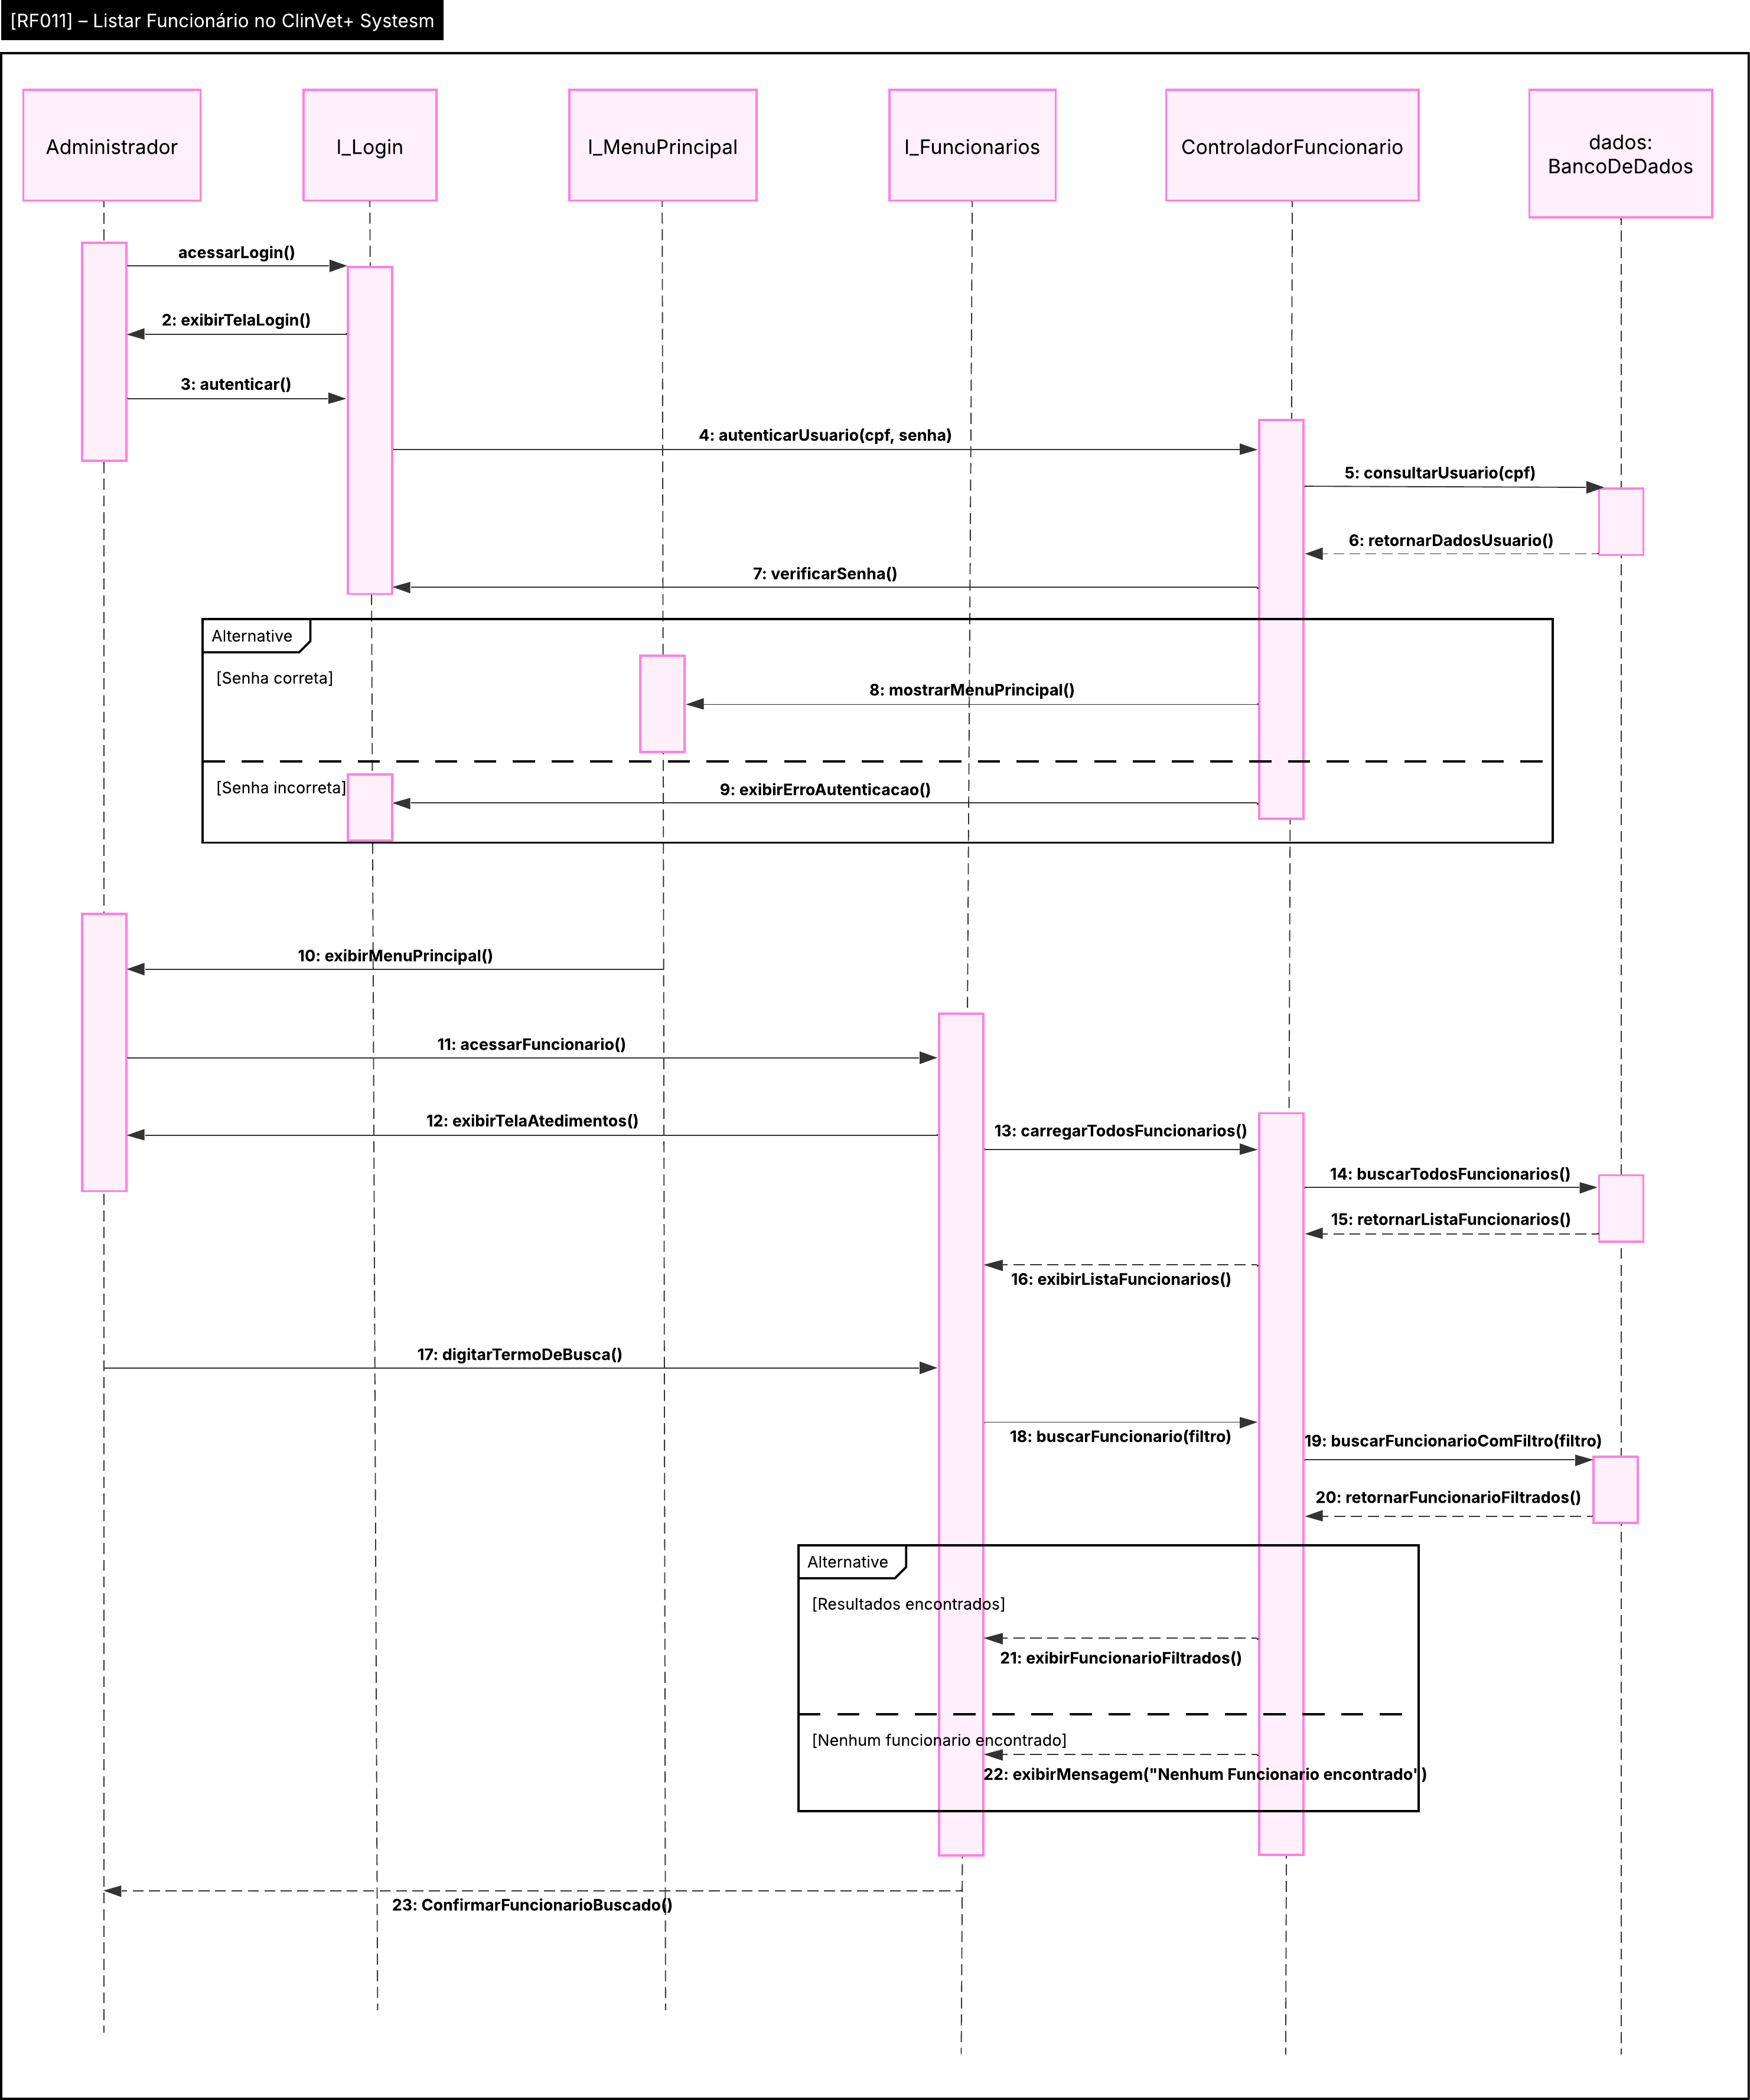 [RF011] – Listar Funcionário no ClinVet+ Systesm
Administrador
I_Login
I_MenuPrincipal
I_Funcionarios
ControladorFuncionario
dados:
BancoDeDados
acessarLogin()
2: exibirTelaLogin()
3: autenticar()
4: autenticarUsuario(cpf, senha)
5: consultarUsuario(cpf)
6: retornarDadosUsuario()
7: verificarSenha()
Alternative
[Senha correta]
8: mostrarMenuPrincipal()
[Senha incorreta]
9: exibirErroAutenticacao()
10: exibirMenuPrincipal()
11: acessarFuncionario()
12: exibirTelaAtedimentos()
13: carregarTodosFuncionarios()
14: buscarTodosFuncionarios()
15: retornarListaFuncionarios()
16: exibirListaFuncionarios()
17: digitarTermoDeBusca()
18: buscarFuncionario(filtro)
19: buscarFuncionarioComFiltro(filtro)
20: retornarFuncionarioFiltrados()
Alternative
[Resultados encontrados]
21: exibirFuncionarioFiltrados()
[Nenhum funcionario encontrado]
22: exibirMensagem("Nenhum Funcionario encontrado")
23: ConfirmarFuncionarioBuscado()